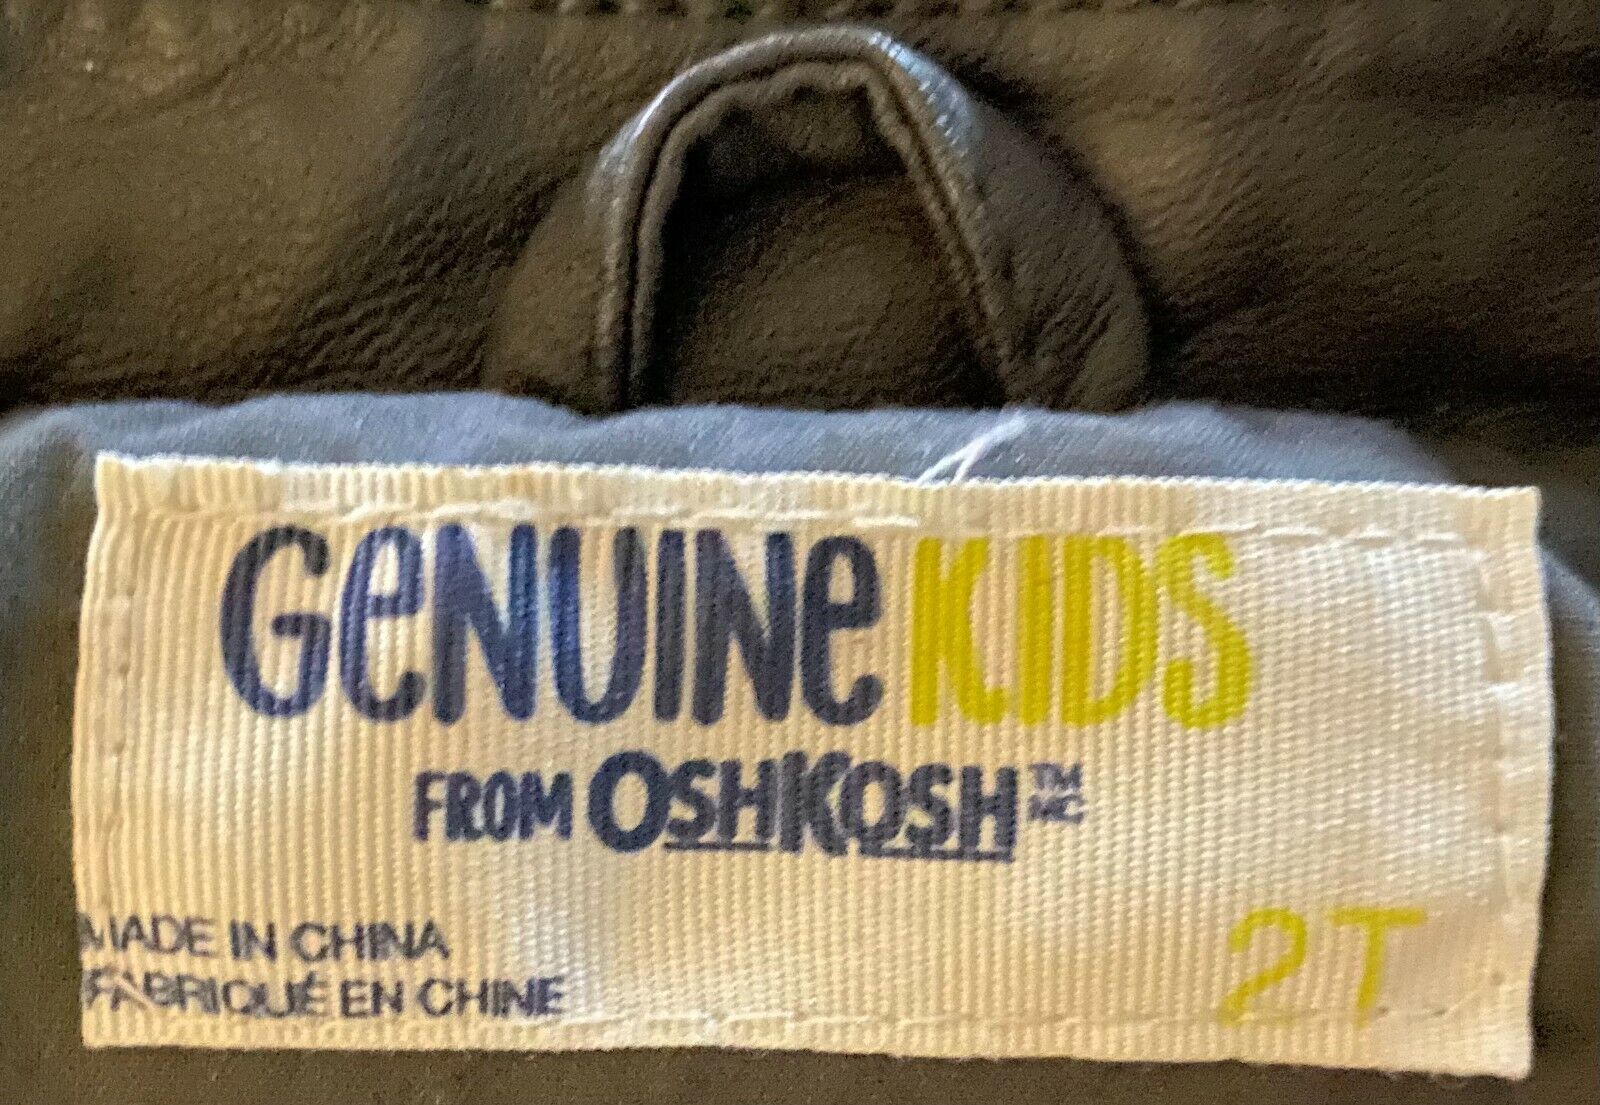 GeNUINe KIDS
FROM OSHKOSH TM MC
MADE IN CHINA
FABRIQUÉ EN CHINE
2T